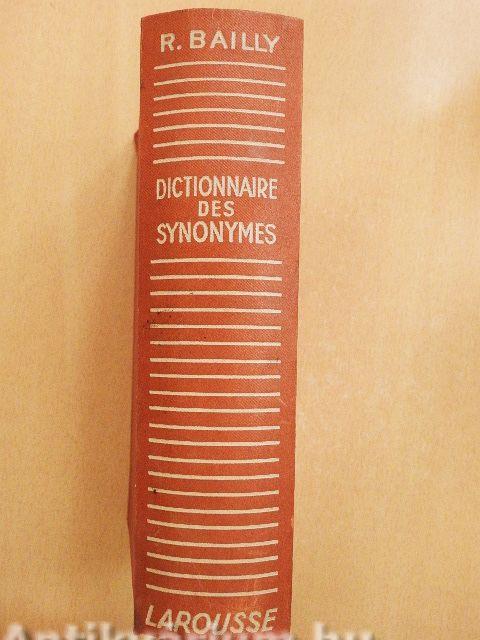 R. BAILLY
DICTIONNAIRE
DES
SYNONYMES
LAROUSSE